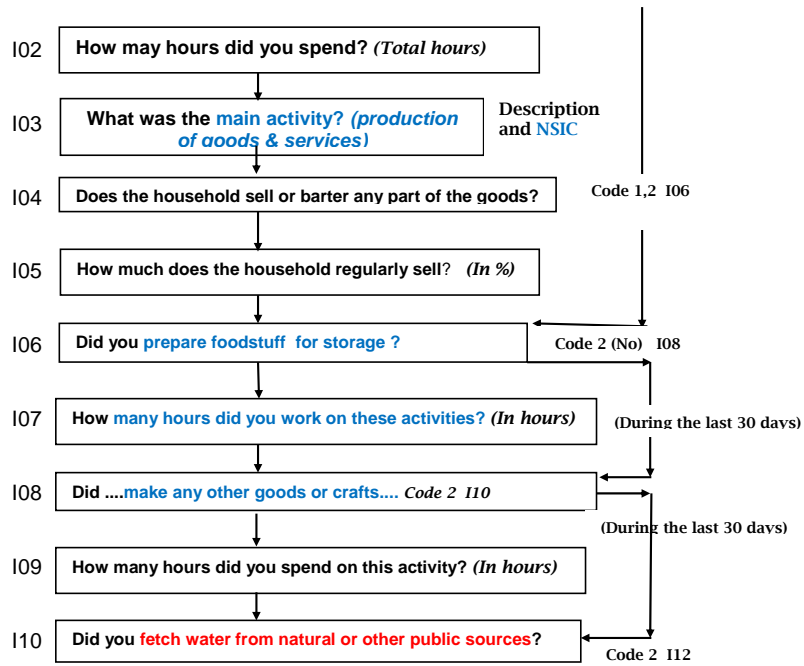 I02
How may hours did you spend? (Total hours)
I03
What was the main activity? (production
of goods & services)
Description
and NSIC
I04
Does the household sell or barter any part of the goods?
Code 1,2 I06
I05
How much does the household regularly sell? (In %)
I06
Did you prepare foodstuff for storage ?
Code 2 (No) I08
I07
How many hours did you work on these activities? (In hours)
(During the last 30 days)
I08
Did ....make any other goods or crafts.... Code 2 I10
(During the last 30 days)
I09
How many hours did you spend on this activity? (In hours)
I10
Did you fetch water from natural or other public sources?
Code 2 I12